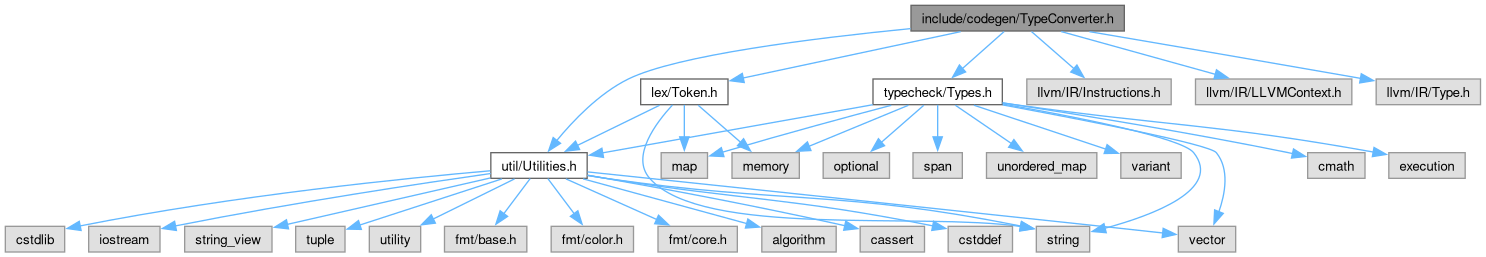 include/codegen/TypeConverter.h
lex/Token.h
typecheck/Types.h
llvm/IR/Instructions.h
llvm/IR/LLVMContext.h
llvm/IR/Type.h
util/Utilities.h
map
memory
optional
span
unordered_map
variant
cmath
execution
cstdlib
iostream
string_view
tuple
utility
fmt/base.h
fmt/color.h
fmt/core.h
algorithm
cassert
cstddef
string
vector